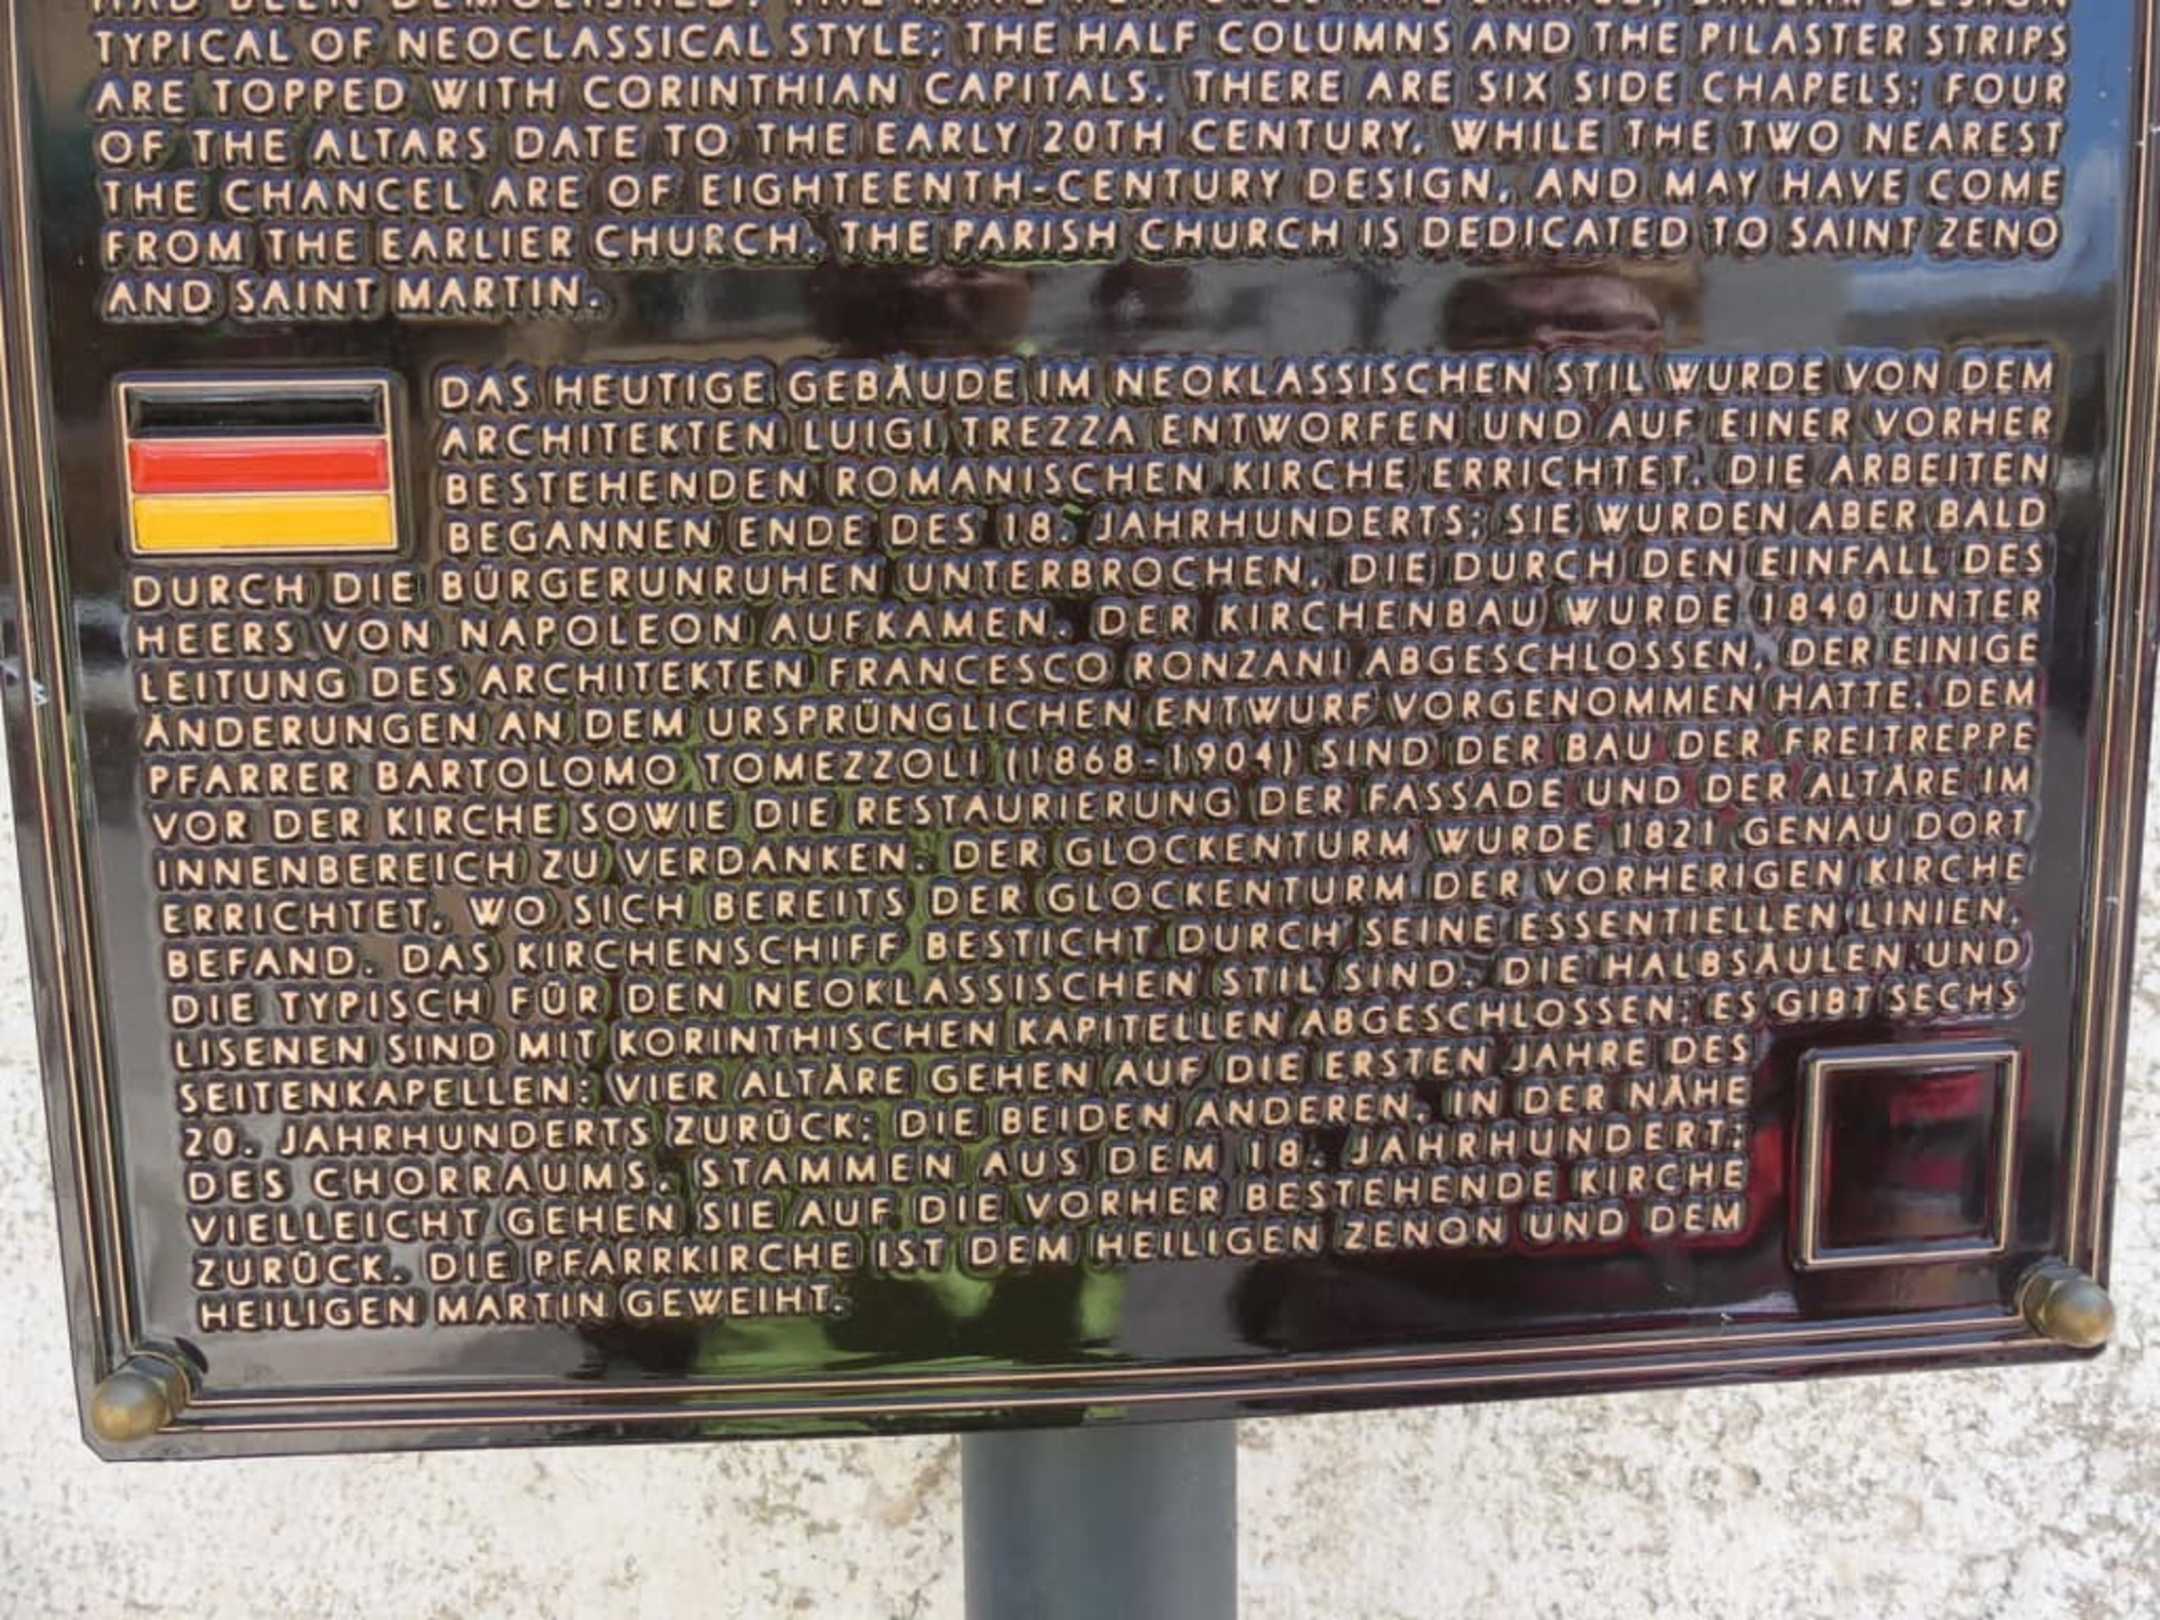 TYPICAL OF NEOCLASSICAL STYLE; THE HALF COLUMNS AND THE PILASTER STRIPS
ARE TOPPED WITH CORINTHIAN CAPITALS. THERE ARE SIX SIDE CHAPELS: FOUR
OF THE ALTARS DATE TO THE EARLY 20TH CENTURY, WHILE THE TWO NEAREST
THE CHANCEL ARE OF EIGHTEENTH-CENTURY DESIGN, AND MAY HAVE COME
FROM THE EARLIER CHURCH. THE PARISH CHURCH IS DEDICATED TO SAINT ZENO
AND SAINT MARTIN.
DAS HEUTIGE GEBÄUDE IM NEOKLASSISCHEN STIL WURDE VON DEM
ARCHITEKTEN LUIGI TREZZA ENTWORFEN UND AUF EINER VORHER
BESTEHENDEN ROMANISCHEN KIRCHE ERRICHTET. DIE ARBEITEN
BEGANNEN ENDE DES 18. JAHRHUNDERTS; SIE WURDEN ABER BALD
DURCH DIE BÜRGERUNRUHEN UNTERBROCHEN, DIE DURCH DEN EINFALL DES
HEERS VON NAPOLEON AUFKAMEN. DER KIRCHENBAU WURDE 1840 UNTER
LEITUNG DES ARCHITEKTEN FRANCESCO RONZANI ABGESCHLOSSEN, DER EINIGE
ÄNDERUNGEN AN DEM URSPRÜNGLICHEN ENTWURF VORGENOMMEN HATTE. DEM
PFARRER BARTOLOMO TOMEZZOLI (1868-1904) SIND DER BAU DER FREITREPPE
VOR DER KIRCHE SOWIE DIE RESTAURIERUNG DER FASSADE UND DER ALTÄRE IM
INNENBEREICH ZU VERDANKEN. DER GLOCKENTURM WURDE 1821 GENAU DORT
ERRICHTET, WO SICH BEREITS DER GLOCKENTURM DER VORHERIGEN KIRCHE
BEFAND. DAS KIRCHENSCHIFF BESTICHT DURCH SEINE ESSENTIELLEN LINIEN,
DIE TYPISCH FÜR DEN NEOKLASSISCHEN STIL SIND. DIE HALBSÄULEN UND
LISENEN SIND MIT KORINTHISCHEN KAPITELLEN ABGESCHLOSSEN; ES GIBT SECHS
SEITENKAPELLEN: VIER ALTÄRE GEHEN AUF DIE ERSTEN JAHRE DES
20. JAHRHUNDERTS ZURÜCK; DIE BEIDEN ANDEREN, IN DER NÄHE
DES CHORRAUMS, STAMMEN AUS DEM 18. JAHRHUNDERT;
VIELLEICHT GEHEN SIE AUF DIE VORHER BESTEHENDE KIRCHE
ZURÜCK. DIE PFARRKIRCHE IST DEM HEILIGEN ZENON UND DEM
HEILIGEN MARTIN GEWEIHT.